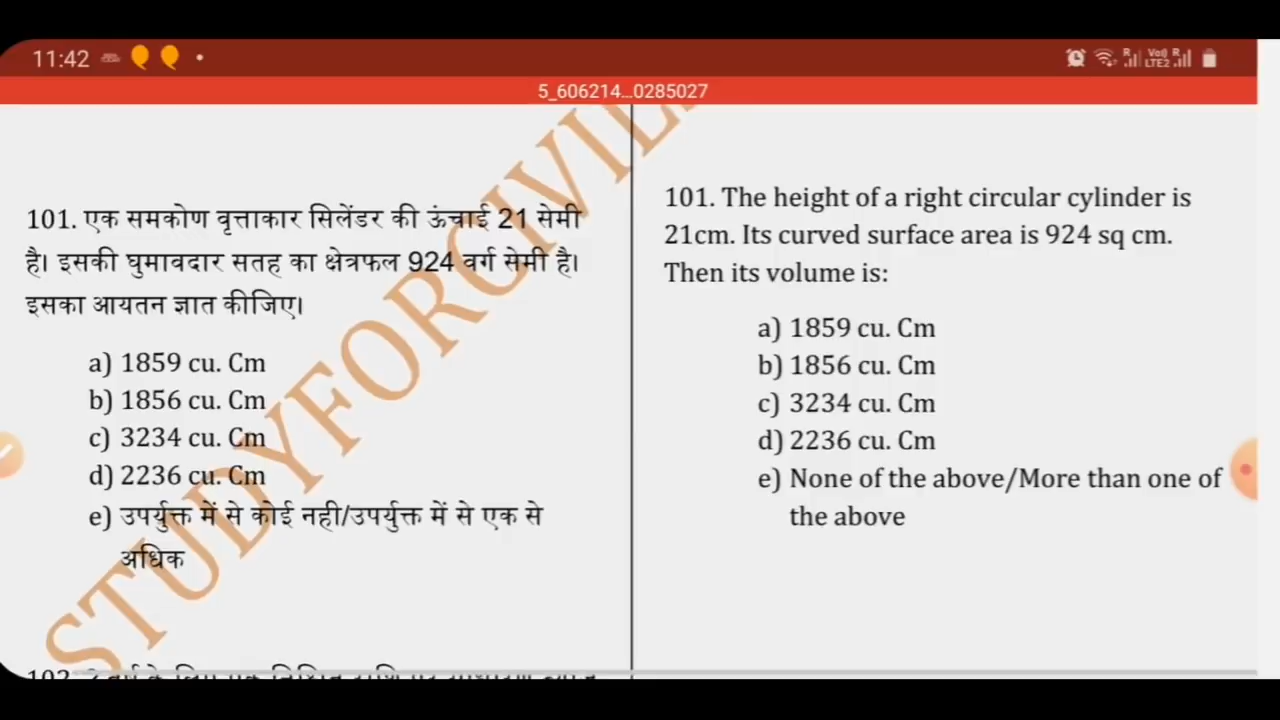 11:42
R Vo) R
LTE2
5_606214...0285027
STUDYFORCIVIL
101. एक समकोण वृत्ताकार सिलेंडर की ऊंचाई 21 सेमी
है। इसकी घुमावदार सतह का क्षेत्रफल 924 वर्ग सेमी है।
इसका आयतन ज्ञात कीजिए।
a) 1859 cu. Cm
b) 1856 cu. Cm
c) 3234 cu. Cm
d) 2236 cu. Cm
e) उपर्युक्त में से कोई नही/उपर्युक्त में से एक से
अधिक
101. The height of a right circular cylinder is
21cm. Its curved surface area is 924 sq cm.
Then its volume is:
a) 1859 cu. Cm
b) 1856 cu. Cm
c) 3234 cu. Cm
d) 2236 cu. Cm
e) None of the above/More than one of
the above